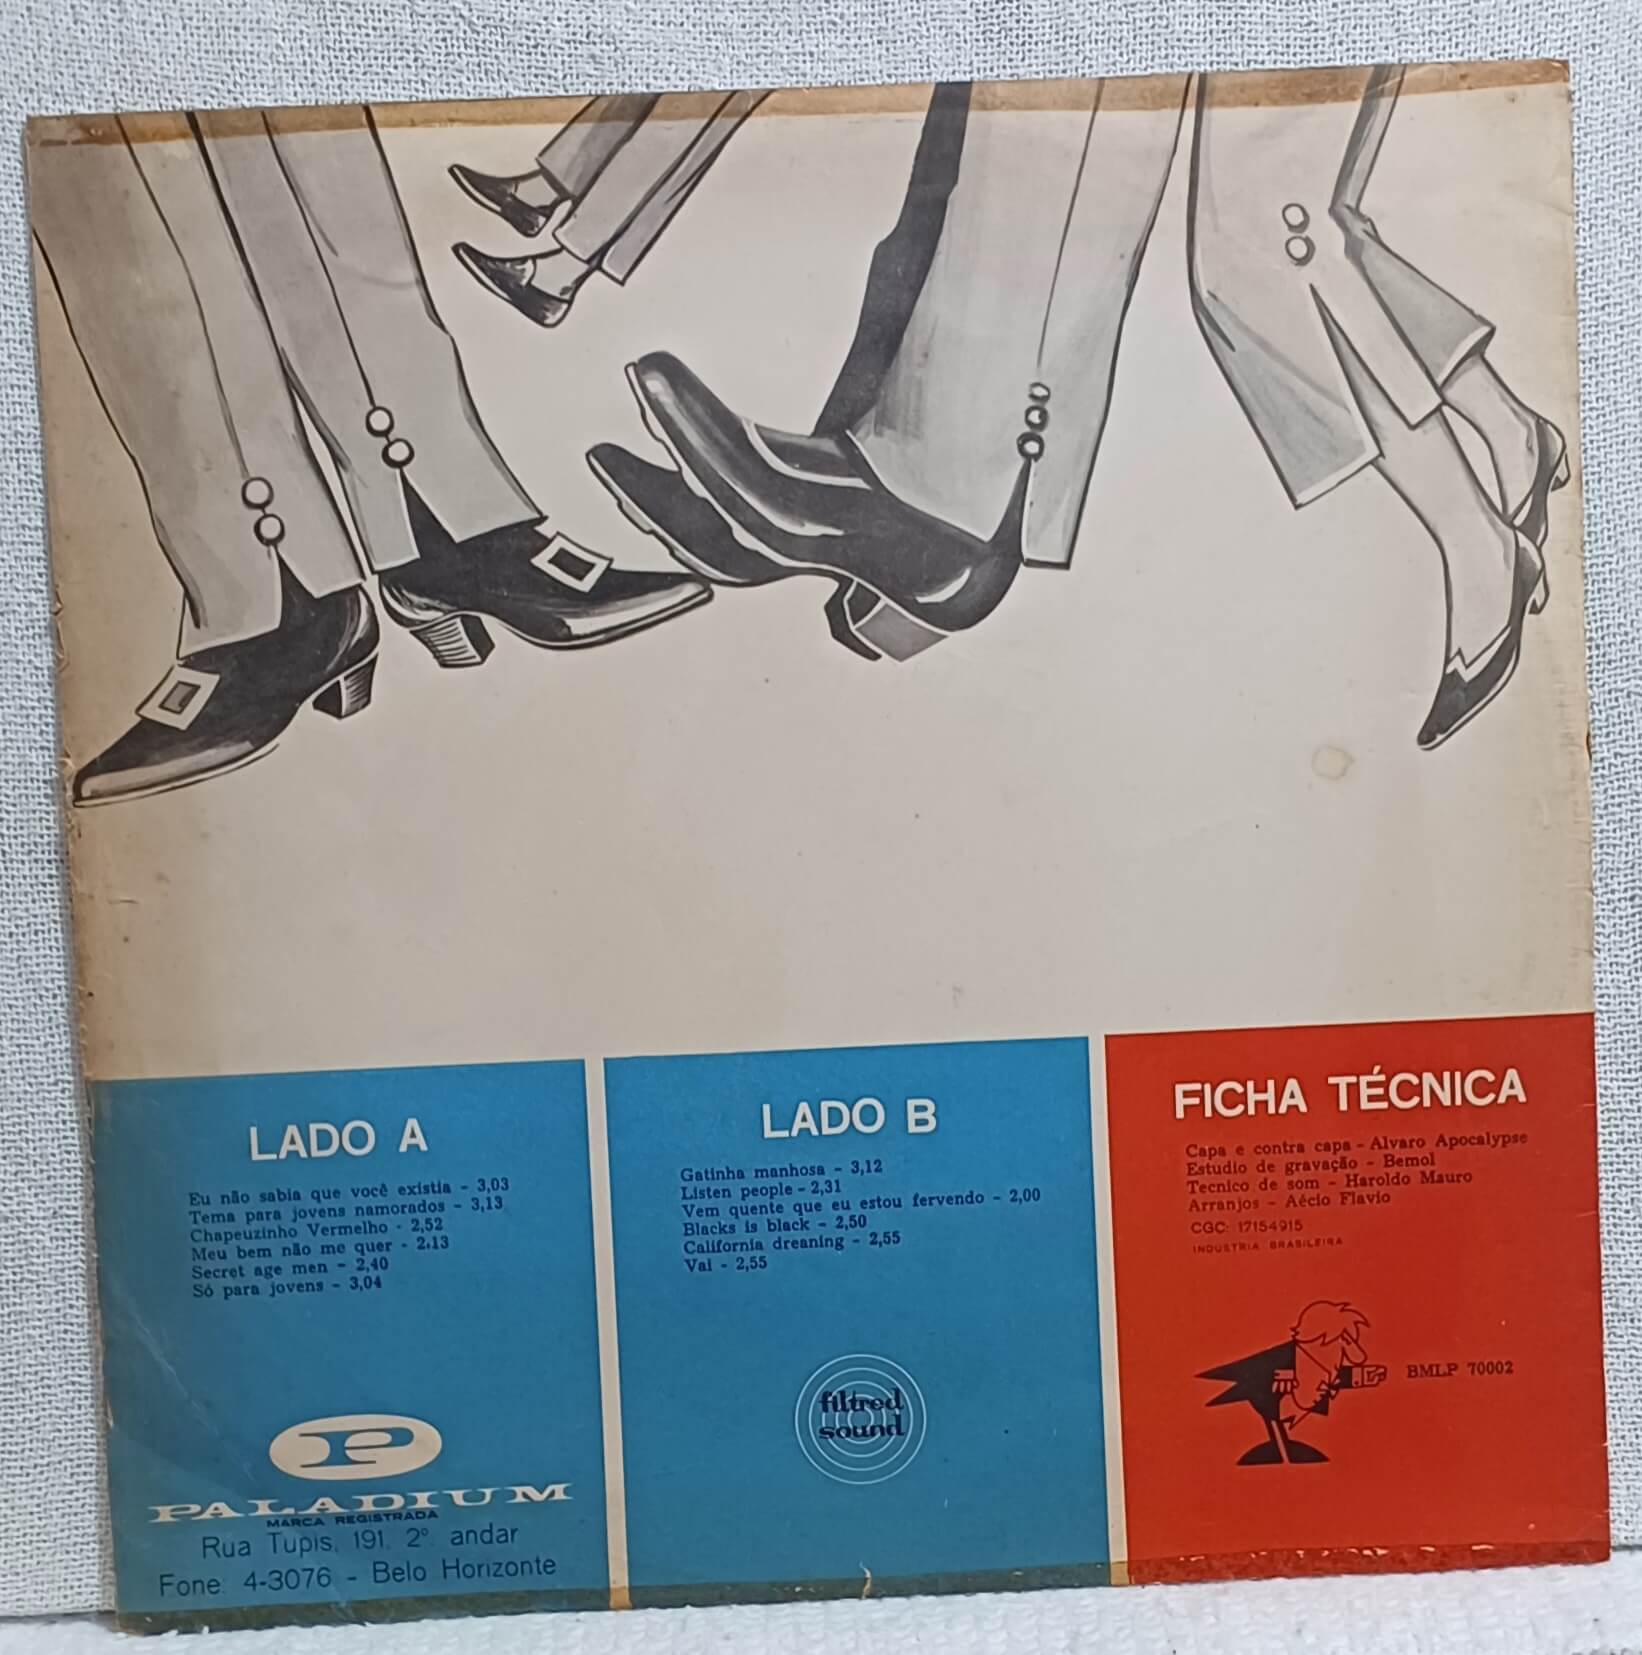 LADO A
Eu não sabia que você existia - 3,03
Tema para jovens namorados - 3,13
Chapeuzinho Vermelho - 2,52
Meu bem não me quer - 2,13
Secret age men - 2,40
Só para jovens - 3,04
P
PALADIUM
MARCA REGISTRADA
Rua Tupis, 191, 2º andar
Fone: 4-3076 - Belo Horizonte
LADO B
Gatinha manhosa - 3,12
Listen people - 2,31
Vem quente que eu estou fervendo - 2,00
Blacks is black - 2,50
California dreaning - 2,55
Vai - 2,55
filtred
sound
FICHA TÉCNICA
Capa e contra capa - Alvaro Apocalypse
Estudio de gravação - Bemol
Tecnico de som - Haroldo Mauro
Arranjos - Aécio Flavio
CGC: 17154915
INDUSTRIA BRASILEIRA
BMLP 70002